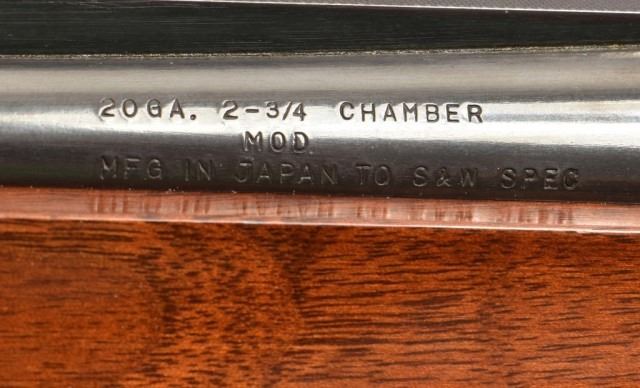 20GA. 2-3/4 CHAMBER
MOD.
MFG IN JAPAN TO S&W SPEC